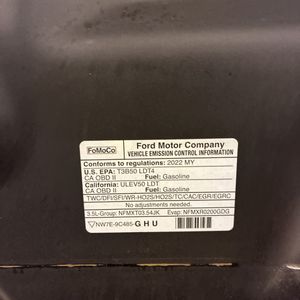 FoMoCo
Ford Motor Company
VEHICLE EMISSION CONTROL INFORMATION
Conforms to regulations: 2022 MY
U.S. EPA: T3B50 LDT4
CA OBD II Fuel: Gasoline
California: ULEV50 LDT
CA OBD II Fuel: Gasoline
TWC/DFI/SFI/WR-HO2S/HO2S/TC/CAC/EGR/EGRC
No adjustments needed.
3.5L-Group: NFMXT03.54JK Evap: NFMXR0200GDG
NW7E-9C485-GHU